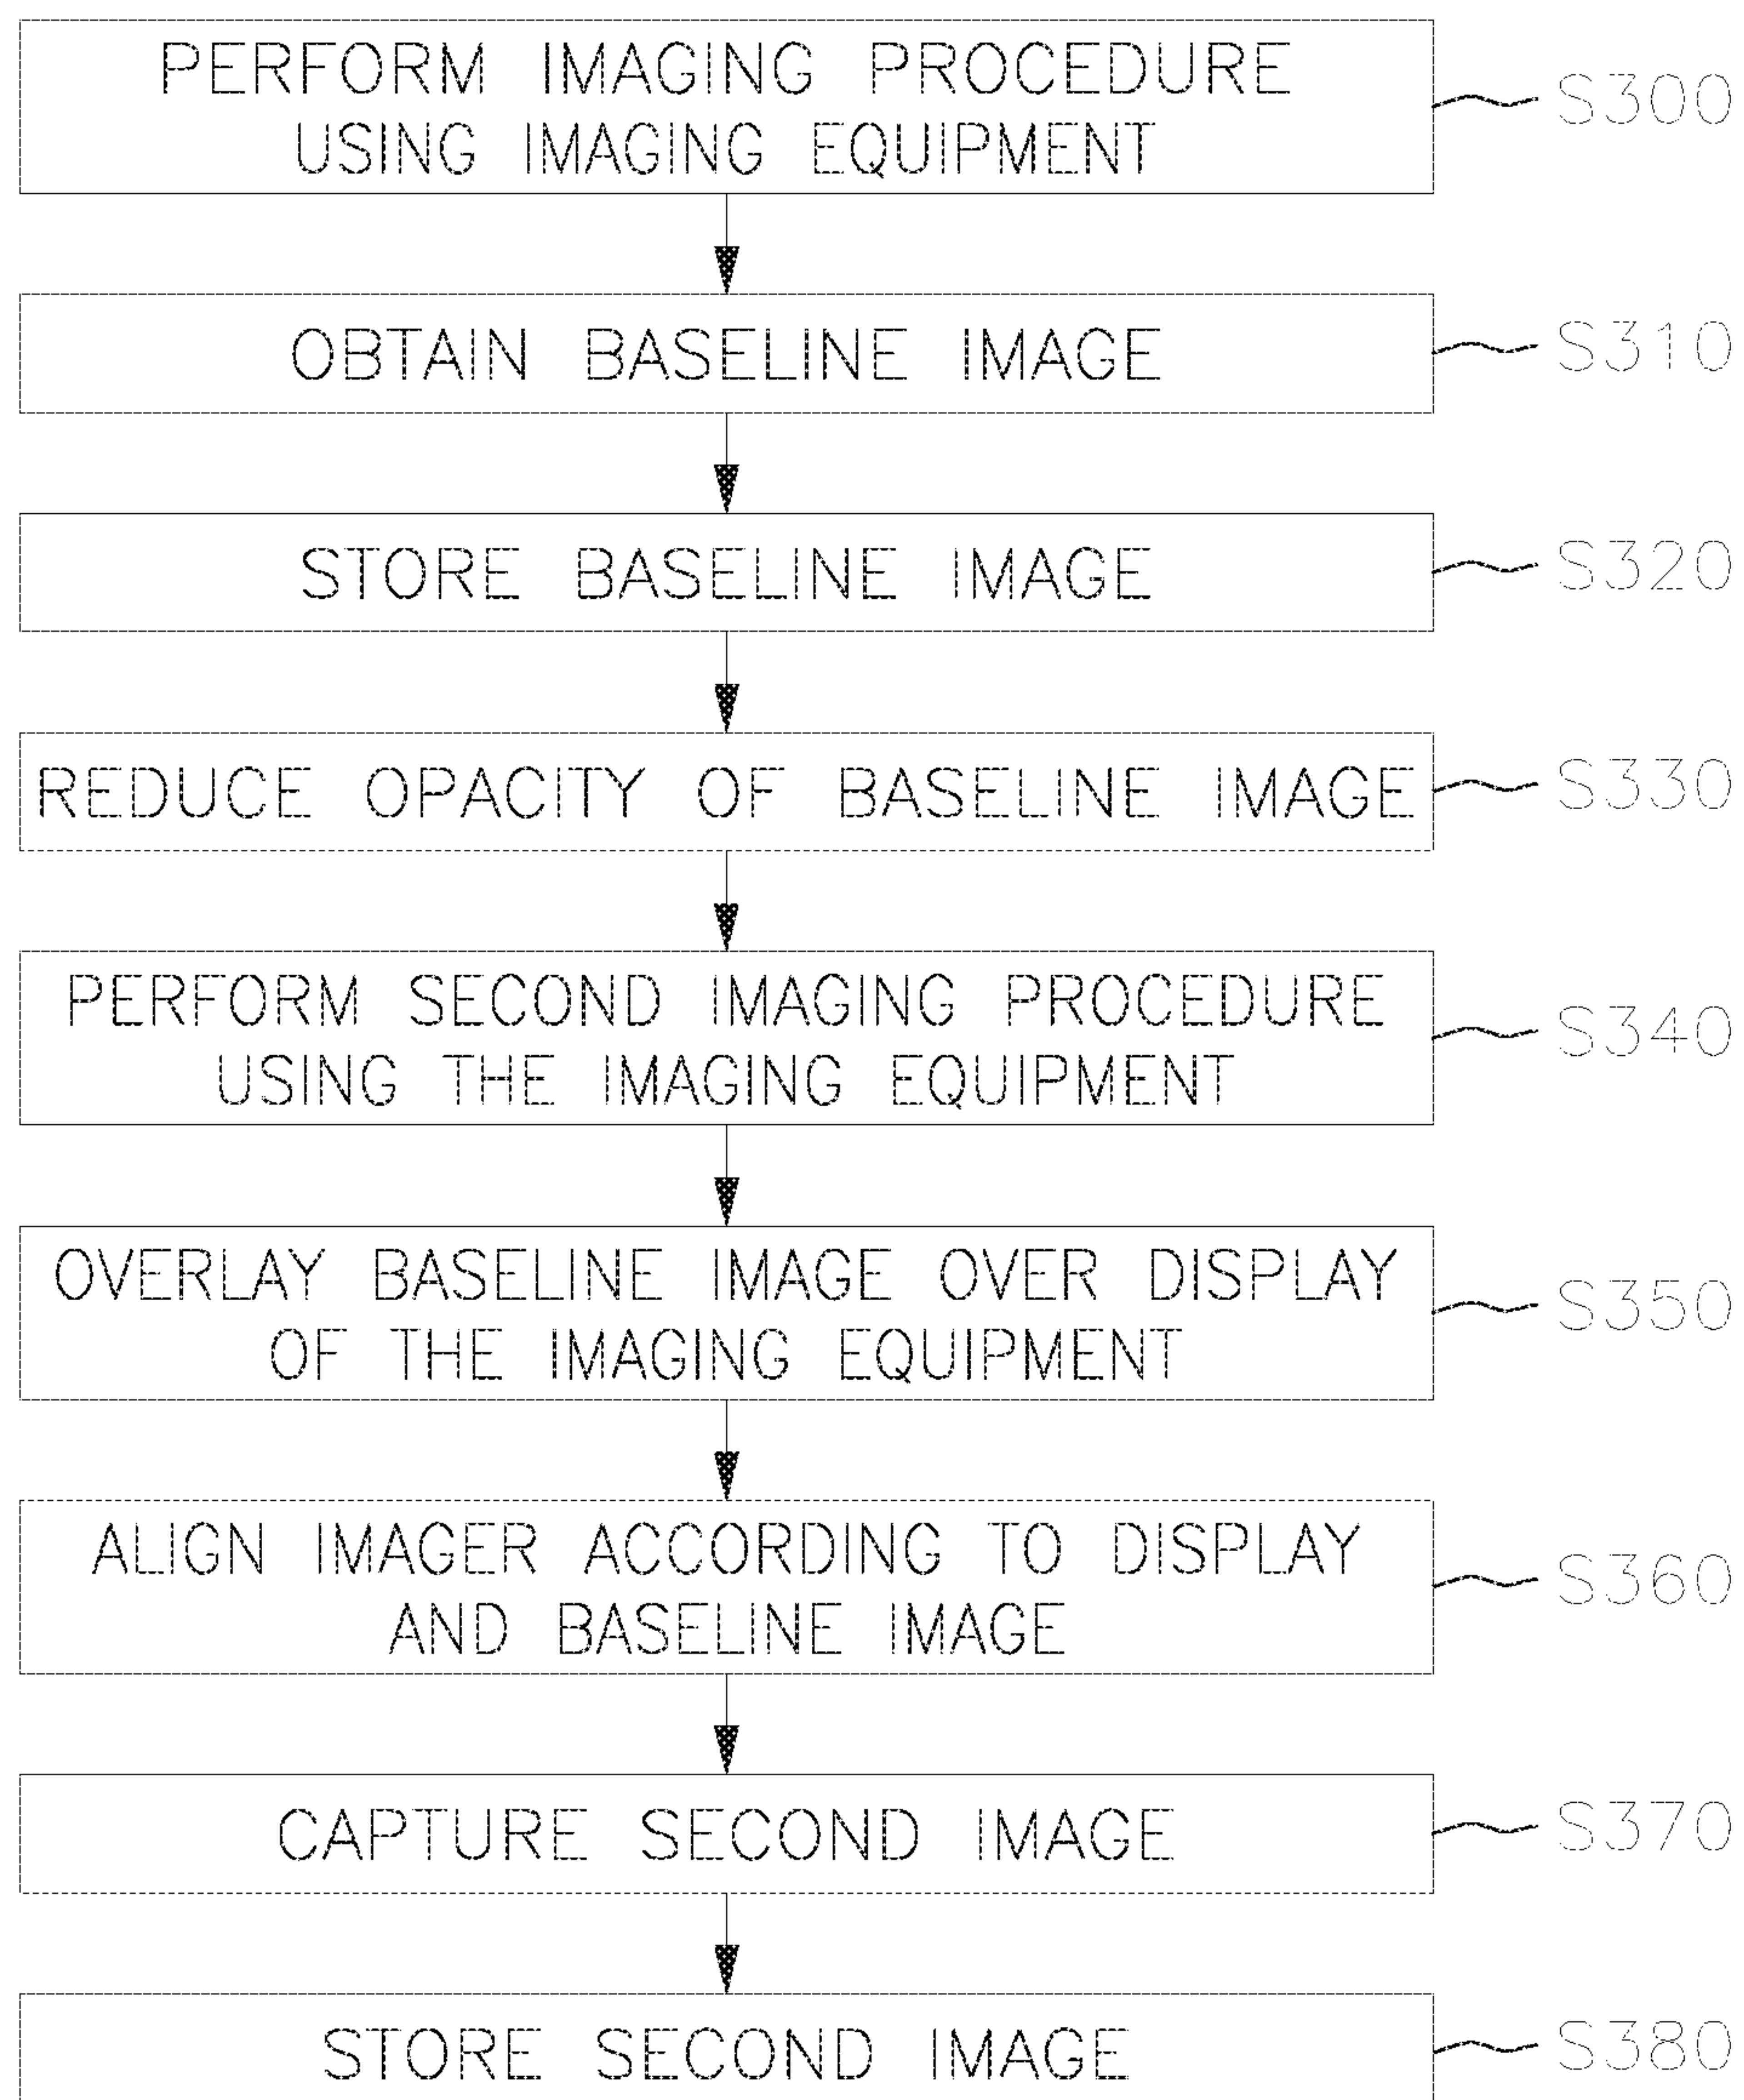 PERFORM IMAGING PROCEDURE
USING IMAGING EQUIPMENT
S300
OBTAIN BASELINE IMAGE
S310
STORE BASELINE IMAGE
S320
REDUCE OPACITY OF BASELINE IMAGE
S330
PERFORM SECOND IMAGING PROCEDURE
USING THE IMAGING EQUIPMENT
S340
OVERLAY BASELINE IMAGE OVER DISPLAY
OF THE IMAGING EQUIPMENT
S350
ALIGN IMAGER ACCORDING TO DISPLAY
AND BASELINE IMAGE
S360
CAPTURE SECOND IMAGE
S370
STORE SECOND IMAGE
S380